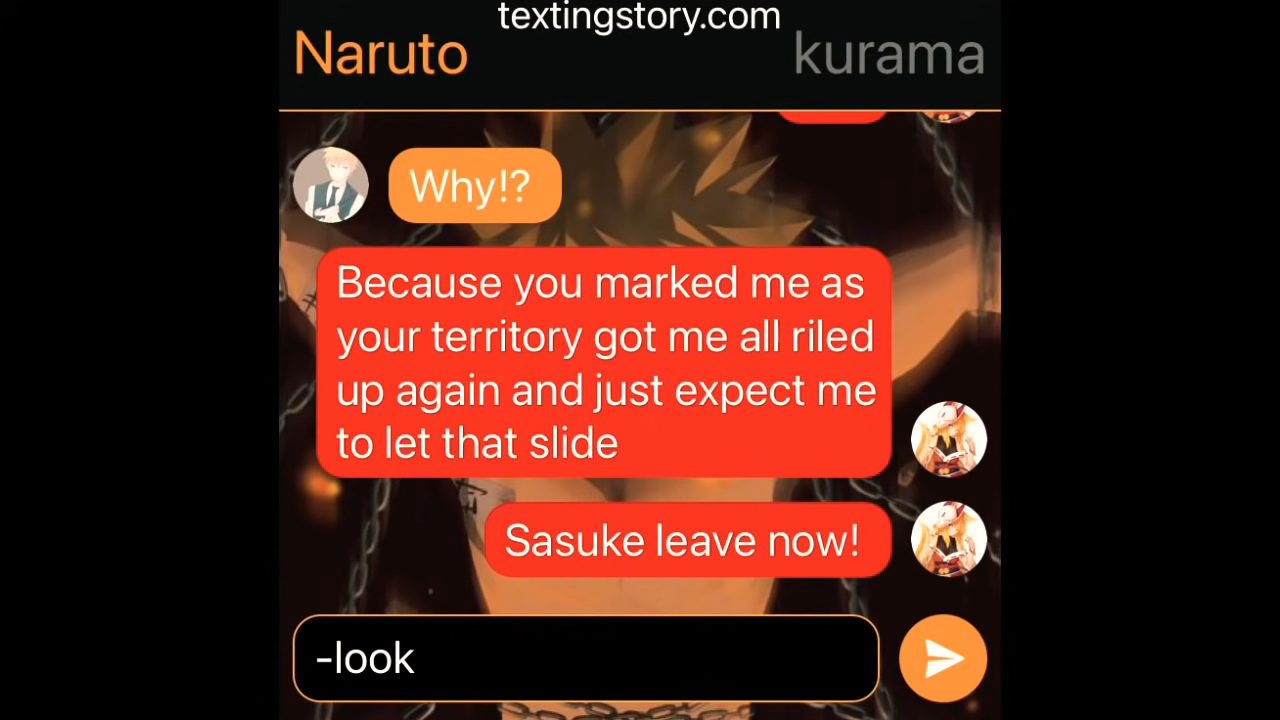 textingstory.com
Naruto
kurama
Why!?
Because you marked me as
your territory got me all riled
up again and just expect me
to let that slide
Sasuke leave now!
-look